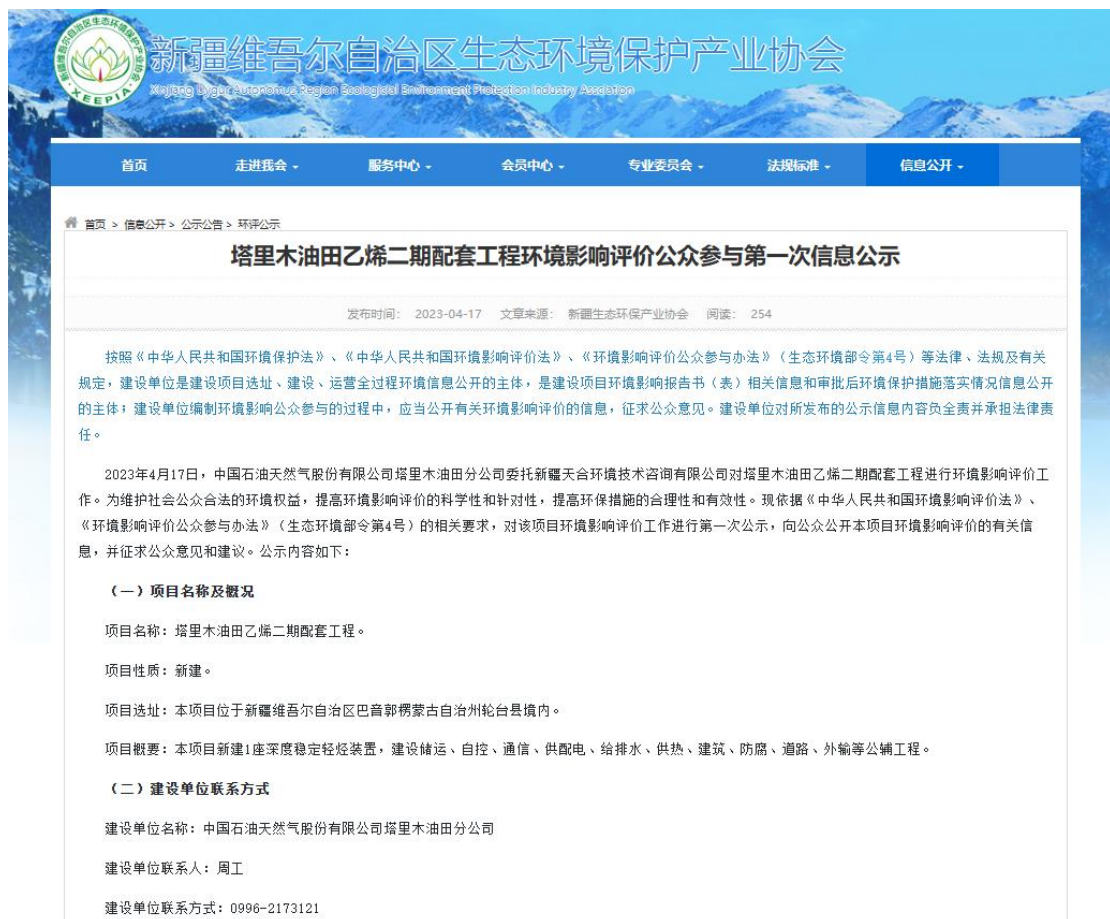 新疆维吾尔自治区生态环境保护产业协会
XEEPIA
首页 走进我会 服务中心 会员中心 专业委员会 法规标准 信息公开
首页 > 信息公开 > 公示公告 > 环评公示
塔里木油田乙烯二期配套工程环境影响评价公众参与第一次信息公示
发布时间： 2023-04-17 文章来源： 新疆生态环保产业协会 阅读： 254
按照《中华人民共和国环境保护法》、《中华人民共和国环境影响评价法》、《环境影响评价公众参与办法》（生态环境部令第4号）等法律、法规及有关
规定，建设单位是建设项目选址、建设、运营全过程环境信息公开的主体，是建设项目环境影响报告书（表）相关信息和审批后环境保护措施落实情况信息公开
的主体；建设单位编制环境影响公众参与的过程中，应当公开有关环境影响评价的信息，征求公众意见。建设单位对所发布的公示信息内容负全责并承担法律责
任。
2023年4月17日，中国石油天然气股份有限公司塔里木油田分公司委托新疆天合环境技术咨询有限公司对塔里木油田乙烯二期配套工程进行环境影响评价工
作。为维护社会公众合法的环境权益，提高环境影响评价的科学性和针对性，提高环保措施的合理性和有效性。现依据《中华人民共和国环境影响评价法》、
《环境影响评价公众参与办法》（生态环境部令第4号）的相关要求，对该项目环境影响评价工作进行第一次公示，向公众公开本项目环境影响评价的有关信
息，并征求公众意见和建议。公示内容如下：
（一）项目名称及概况
项目名称：塔里木油田乙烯二期配套工程。
项目性质：新建。
项目选址：本项目位于新疆维吾尔自治区巴音郭楞蒙古自治州轮台县境内。
项目概要：本项目新建1座深度稳定轻烃装置，建设储运、自控、通信、供配电、给排水、供热、建筑、防腐、道路、外输等公辅工程。
（二）建设单位联系方式
建设单位名称：中国石油天然气股份有限公司塔里木油田分公司
建设单位联系人：周工
建设单位联系方式：0996-2173121